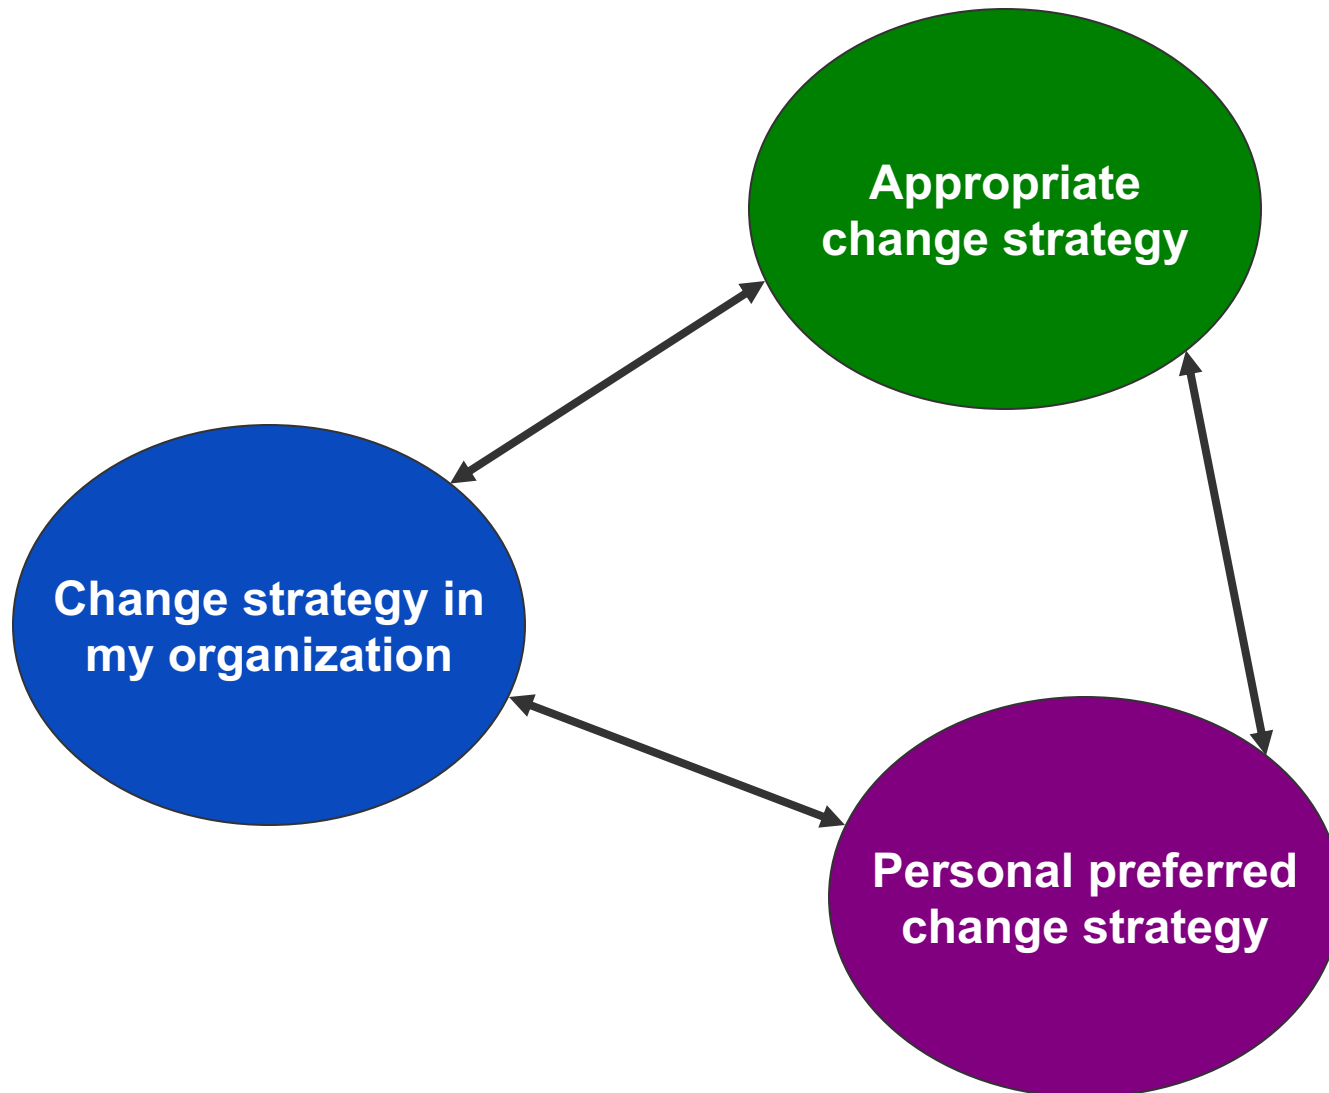 Appropriate
change strategy
Change strategy in
my organization
Personal preferred
change strategy